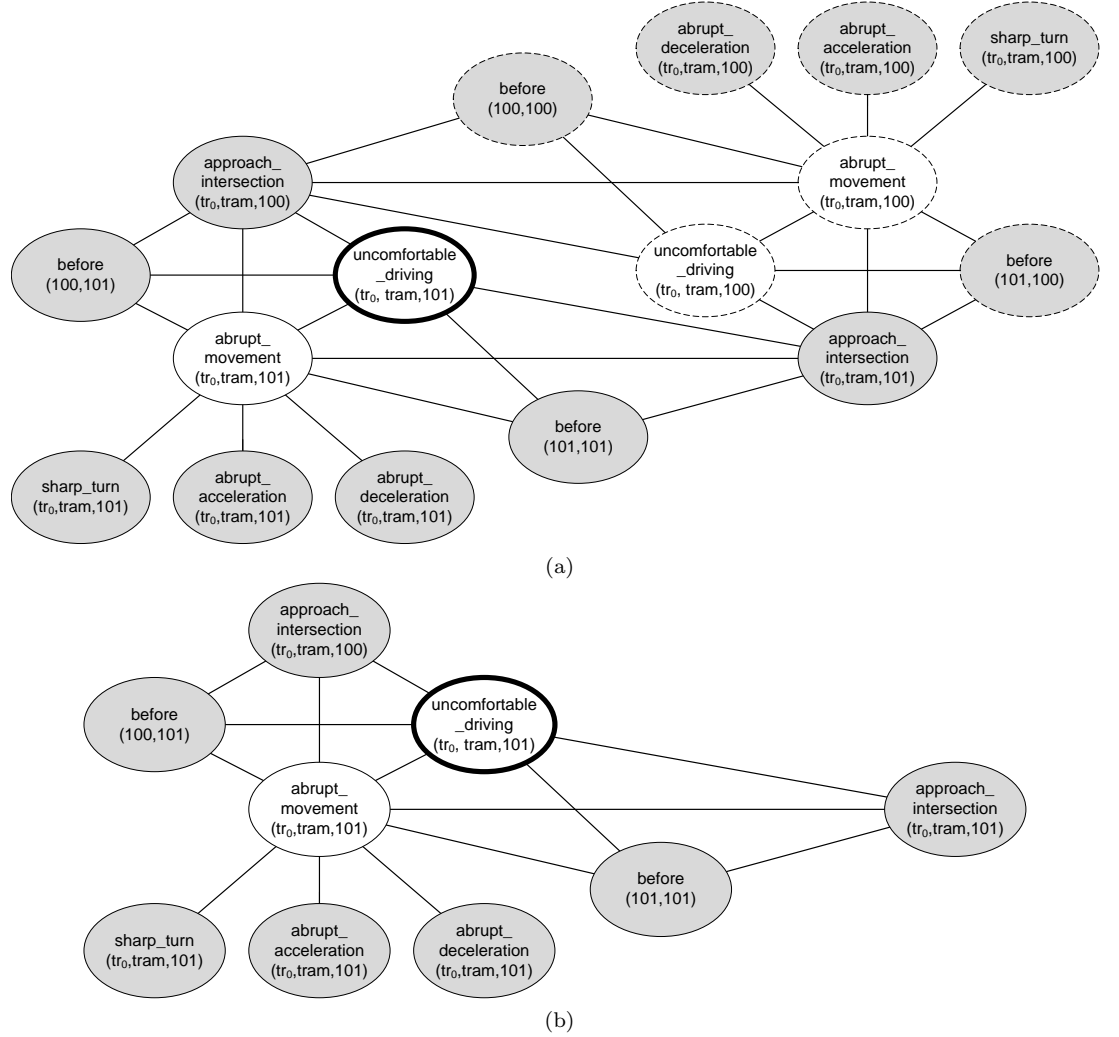 abrupt_
deceleration
(tr₀,tram,100)
abrupt_
acceleration
(tr₀,tram,100)
sharp_turn
(tr₀,tram,100)
before
(100,100)
approach_
intersection
(tr₀,tram,100)
abrupt_
movement
(tr₀,tram,100)
before
(100,101)
uncomfortable
_driving
(tr₀, tram,101)
uncomfortable
_driving
(tr₀, tram,100)
before
(101,100)
abrupt_
movement
(tr₀,tram,101)
approach_
intersection
(tr₀,tram,101)
before
(101,101)
sharp_turn
(tr₀,tram,101)
abrupt_
acceleration
(tr₀,tram,101)
abrupt_
deceleration
(tr₀,tram,101)
(a)
approach_
intersection
(tr₀,tram,100)
before
(100,101)
uncomfortable
_driving
(tr₀, tram,101)
abrupt_
movement
(tr₀,tram,101)
approach_
intersection
(tr₀,tram,101)
before
(101,101)
sharp_turn
(tr₀,tram,101)
abrupt_
acceleration
(tr₀,tram,101)
abrupt_
deceleration
(tr₀,tram,101)
(b)